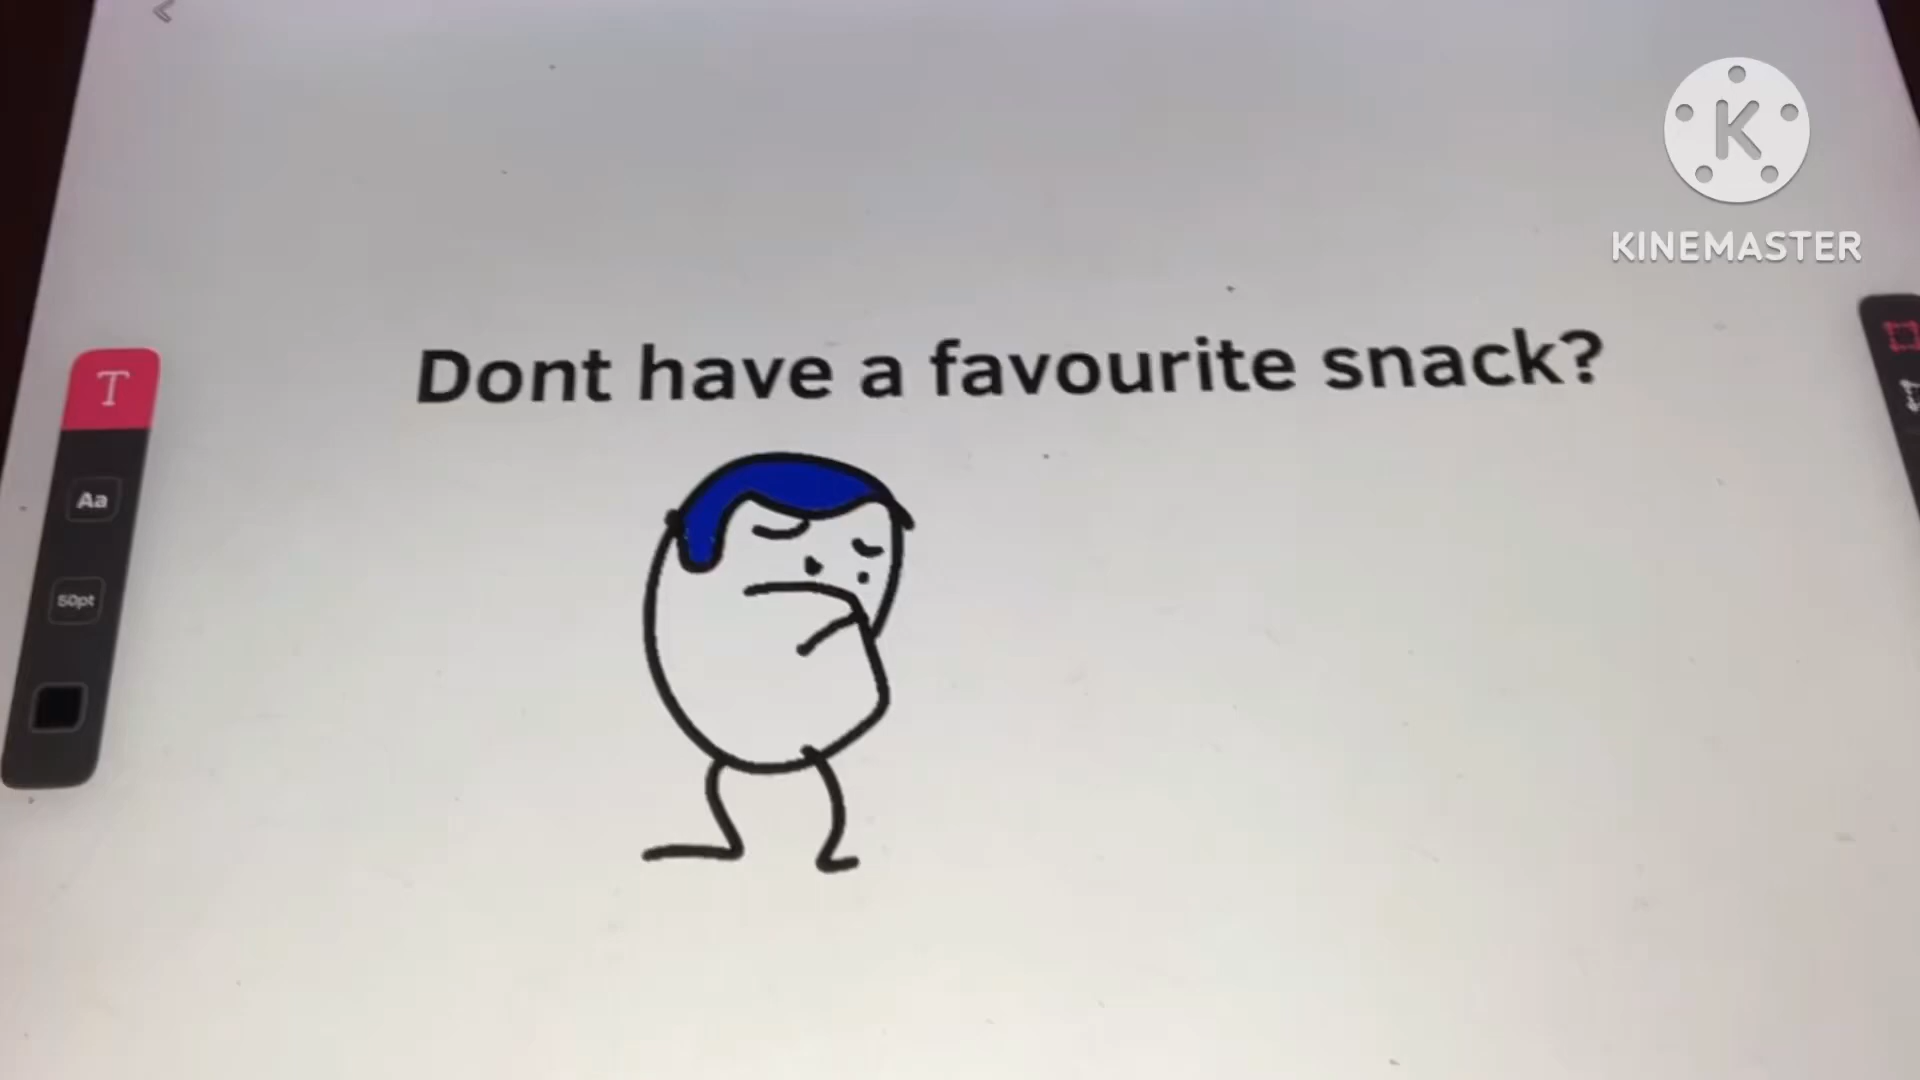 K
KINEMASTER
Dont have a favourite snack?
T
Aa
50pt